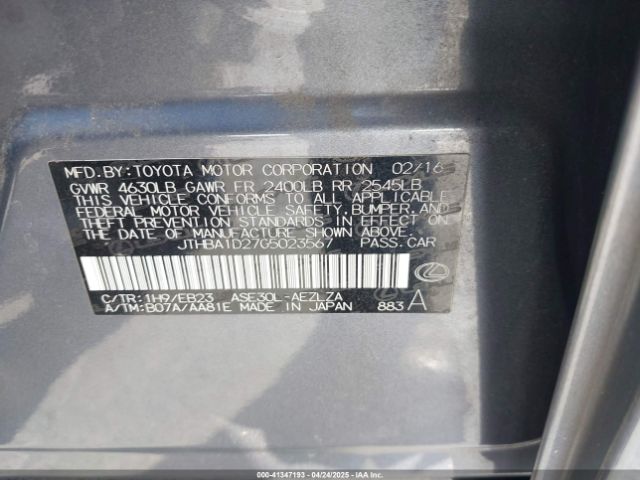 MFD.BY:TOYOTA MOTOR CORPORATION 02/16
GVWR 4630LB GAWR FR 2400LB RR 2545LB
THIS VEHICLE CONFORMS TO ALL APPLICABLE
FEDERAL MOTOR VEHICLE SAFETY,BUMPER,AND
THEFT PREVENTION STANDARDS IN EFFECT ON
THE DATE OF MANUFACTURE SHOWN ABOVE.
JTHBA1D27G5023567 PASS.CAR
C/TR:1H9/EB23 ASE30L-AEZLZA
A/TM:B07A/AA81E MADE IN JAPAN 883 A
000-41347193 - 04/24/2025 - IAAI.COM